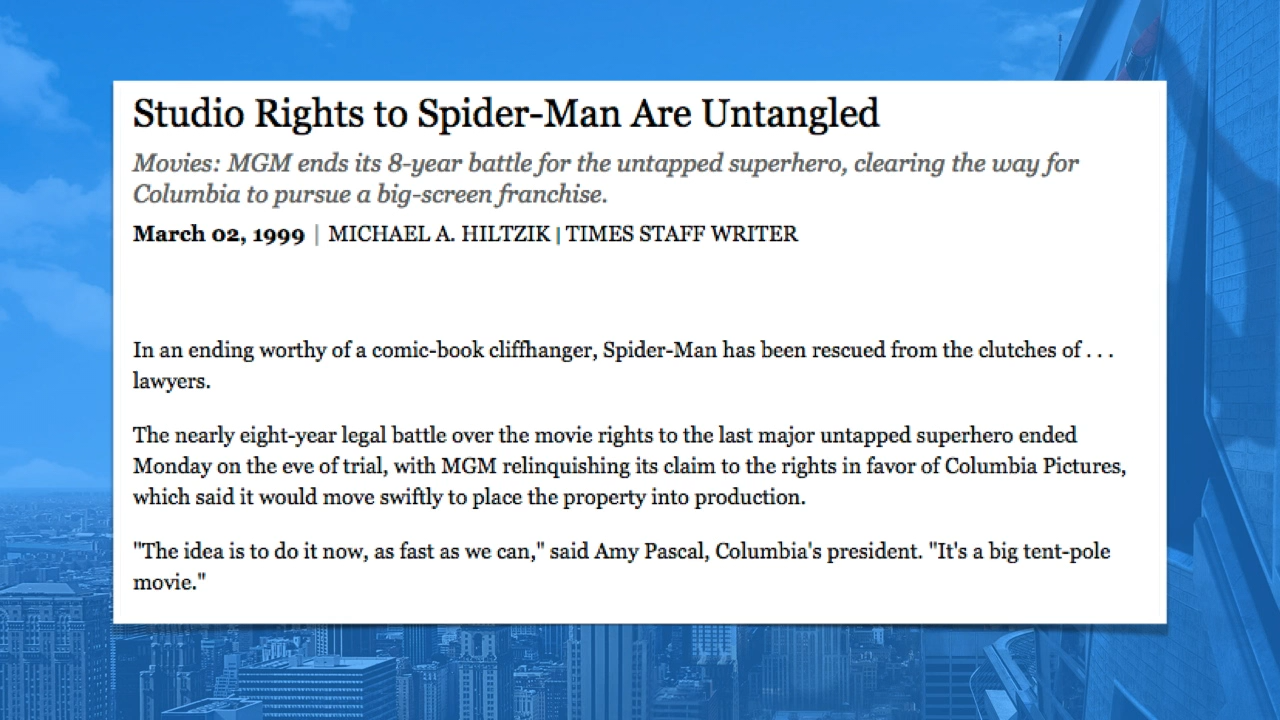 Studio Rights to Spider-Man Are Untangled
Movies: MGM ends its 8-year battle for the untapped superhero, clearing the way for
Columbia to pursue a big-screen franchise.
March 02, 1999 | MICHAEL A. HILTZIK | TIMES STAFF WRITER
In an ending worthy of a comic-book cliffhanger, Spider-Man has been rescued from the clutches of . . .
lawyers.
The nearly eight-year legal battle over the movie rights to the last major untapped superhero ended
Monday on the eve of trial, with MGM relinquishing its claim to the rights in favor of Columbia Pictures,
which said it would move swiftly to place the property into production.
"The idea is to do it now, as fast as we can," said Amy Pascal, Columbia's president. "It's a big tent-pole
movie."